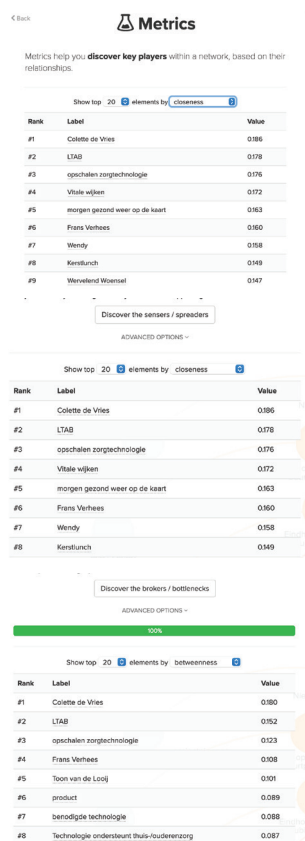 < Back
Metrics
Metrics help you discover key players within a network, based on their
relationships.
Show top 20 elements by closeness
Rank Label Value
#1 Colette de Vries 0.186
#2 LTAB 0.178
#3 opschalen zorgtechnologie 0.176
#4 Vitale wijken 0.172
#5 morgen gezond weer op de kaart 0.163
#6 Frans Verhees 0.160
#7 Wendy 0.158
#8 Kerstlunch 0.149
#9 Wervelend Woensel 0.147
Discover the sensers / spreaders
ADVANCED OPTIONS
Show top 20 elements by closeness
Rank Label Value
#1 Colette de Vries 0.186
#2 LTAB 0.178
#3 opschalen zorgtechnologie 0.176
#4 Vitale wijken 0.172
#5 morgen gezond weer op de kaart 0.163
#6 Frans Verhees 0.160
#7 Wendy 0.158
#8 Kerstlunch 0.149
Discover the brokers / bottlenecks
ADVANCED OPTIONS
100%
Show top 20 elements by betweenness
Rank Label Value
#1 Colette de Vries 0.180
#2 LTAB 0.152
#3 opschalen zorgtechnologie 0.123
#4 Frans Verhees 0.108
#5 Toon van de Looij 0.101
#6 product 0.089
#7 benodigde technologie 0.088
#8 Technologie ondersteunt thuis-/ouderenzorg 0.087